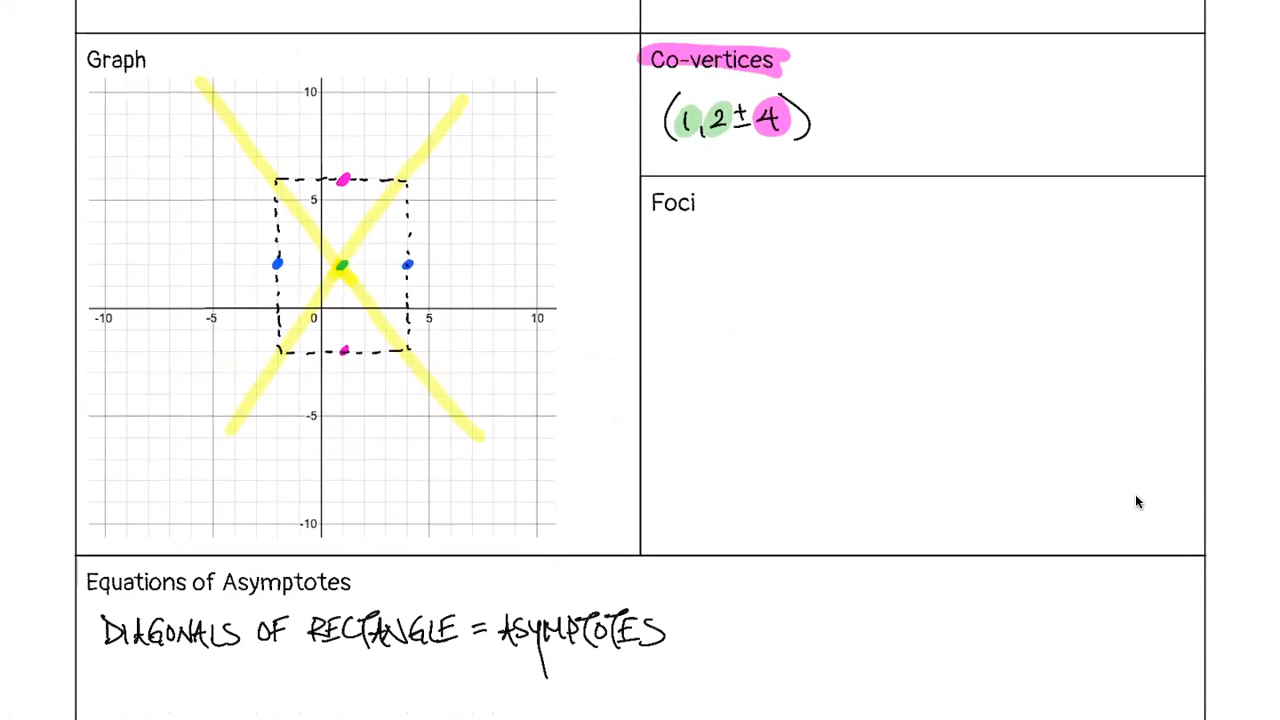 Graph
10
5
-10
-5
0
5
10
-5
-10
Co-vertices
(1, 2 ± 4)
Foci
Equations of Asymptotes
DIAGONALS OF RECTANGLE = ASYMPTOTES